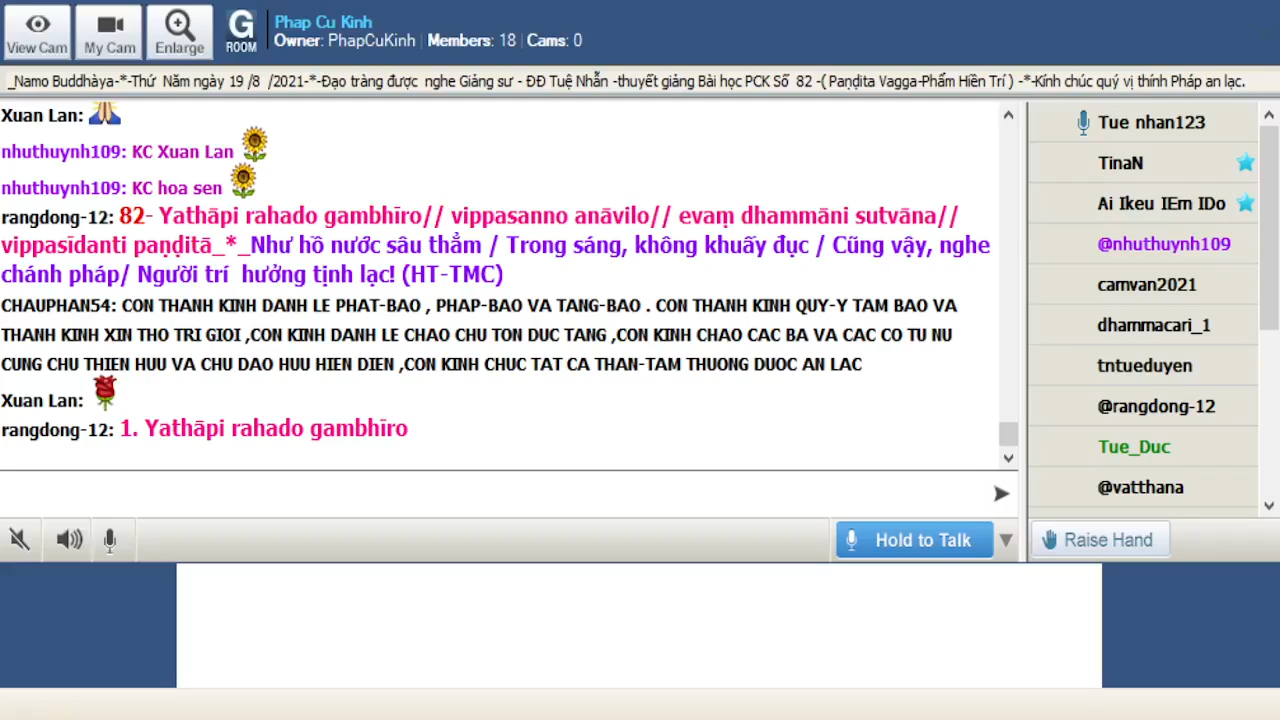 View Cam
My Cam
Enlarge
G
ROOM
Phap Cu Kinh
Owner: PhapCuKinh | Members: 18 | Cams: 0
_Namo Buddhàya-*-Thứ  Năm ngày 19 /8  /2021-*-Đạo tràng được  nghe Giảng sư - ĐĐ Tuệ Nhẫn -thuyết giảng Bài học PCK Số  82 -( Paṇḍita Vagga-Phẩm Hiền Trí ) -*-Kính chúc quý vị thính Pháp an lạc.
Xuan Lan:
nhuthuynh109: KC Xuan Lan
nhuthuynh109: KC hoa sen
rangdong-12: 82- Yathāpi rahado gambhīro// vippasanno anāvilo// evaṃ dhammāni sutvāna//
vippasīdanti paṇḍitā_*_Như hồ nước sâu thẳm / Trong sáng, không khuấy đục / Cũng vậy, nghe
chánh pháp/ Người trí  hưởng tịnh lạc! (HT-TMC)
CHAUPHAN54: CON THANH KINH DANH LE PHAT-BAO , PHAP-BAO VA TANG-BAO . CON THANH KINH QUY-Y TAM BAO VA
THANH KINH XIN THO TRI GIOI ,CON KINH DANH LE CHAO CHU TON DUC TANG ,CON KINH CHAO CAC BA VA CAC CO TU NU
CUNG CHU THIEN HUU VA CHU DAO HUU HIEN DIEN ,CON KINH CHUC TAT CA THAN-TAM THUONG DUOC AN LAC
Xuan Lan:
rangdong-12: 1. Yathāpi rahado gambhīro
Tue nhan123
TinaN
Ai lkeu IEm IDo
@nhuthuynh109
camvan2021
dhammacari_1
tntueduyen
@rangdong-12
Tue_Duc
@vatthana
Hold to Talk
Raise Hand